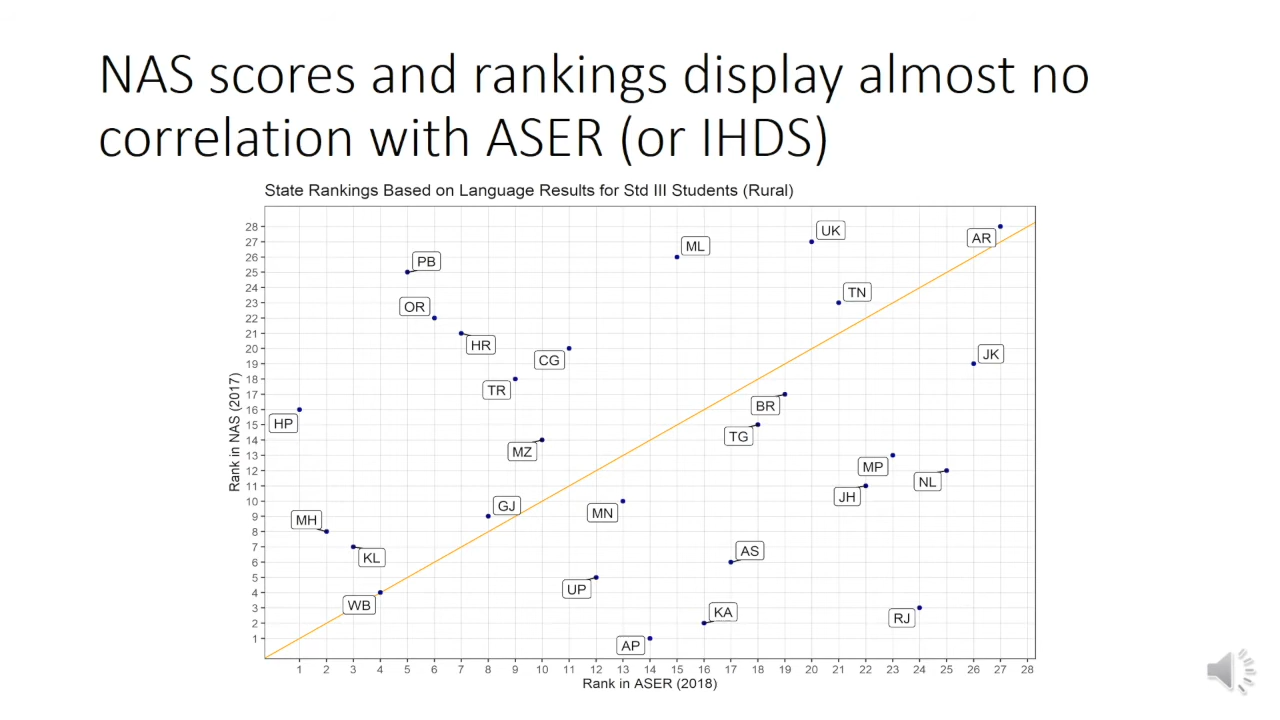 NAS scores and rankings display almost no
correlation with ASER (or IHDS)
State Rankings Based on Language Results for Std III Students (Rural)
Rank in NAS (2017)
28
27
26
25
24
23
22
21
20
19
18
17
16
15
14
13
12
11
10
9
8
7
6
5
4
3
2
1
UK
AR
ML
PB
TN
OR
HR
JK
CG
TR
BR
HP
TG
MZ
MP
NL
JH
GJ
MN
MH
AS
KL
UP
WB
KA
RJ
AP
1 2 3 4 5 6 7 8 9 10 11 12 13 14 15 16 17 18 19 20 21 22 23 24 25 26 27 28
Rank in ASER (2018)